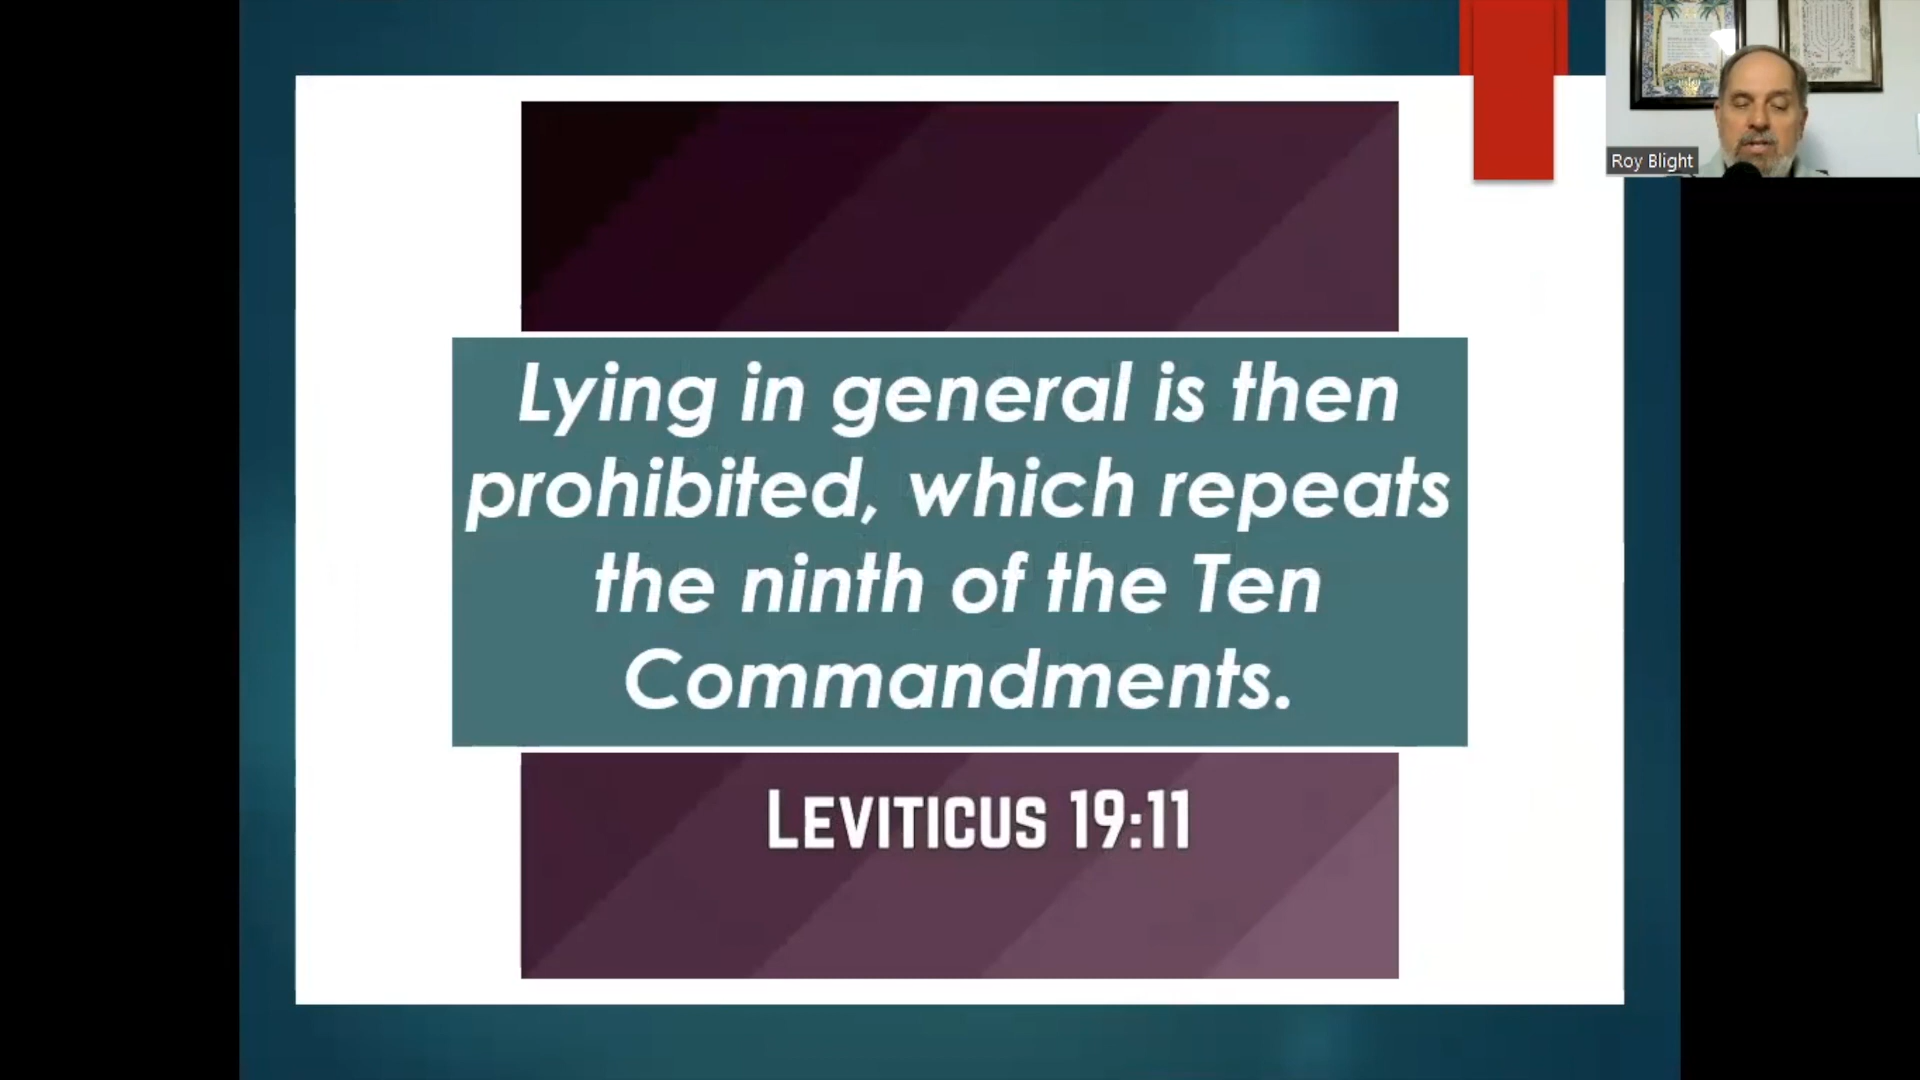 Roy Blight
Lying in general is then
prohibited, which repeats
the ninth of the Ten
Commandments.
LEVITICUS 19:11